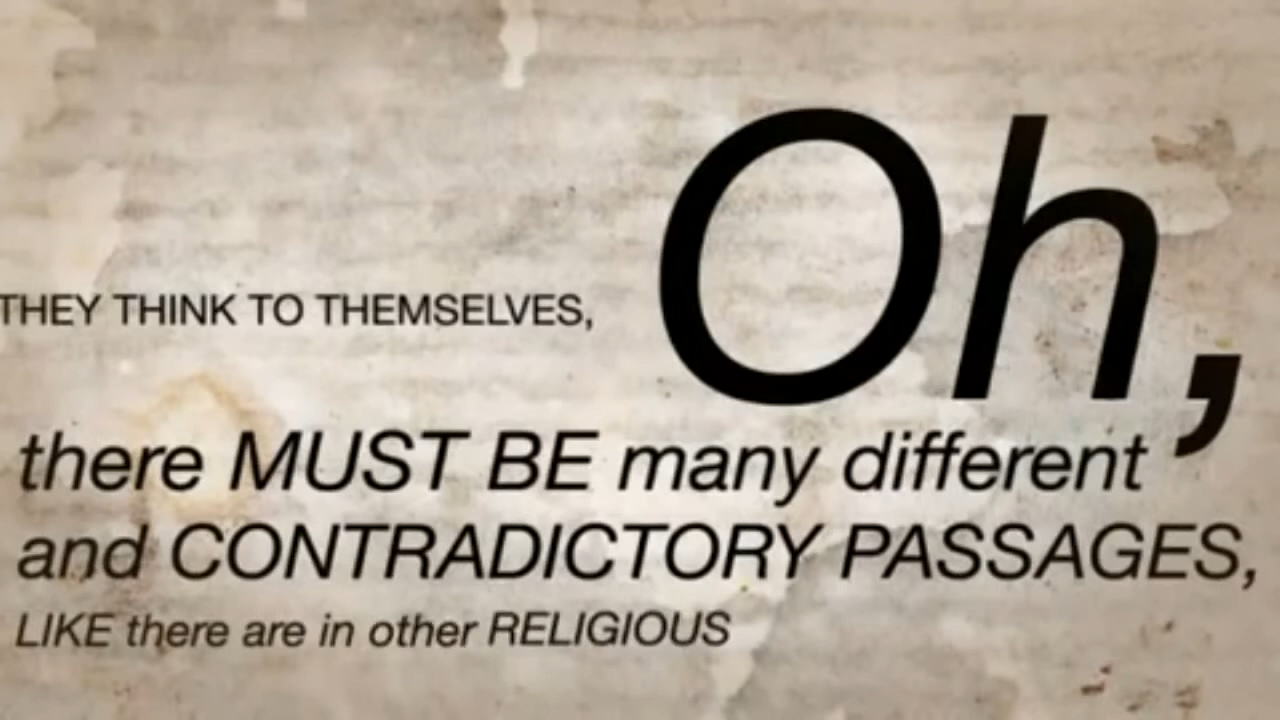 THEY THINK TO THEMSELVES, Oh,
there MUST BE many different
and CONTRADICTORY PASSAGES,
LIKE there are in other RELIGIOUS